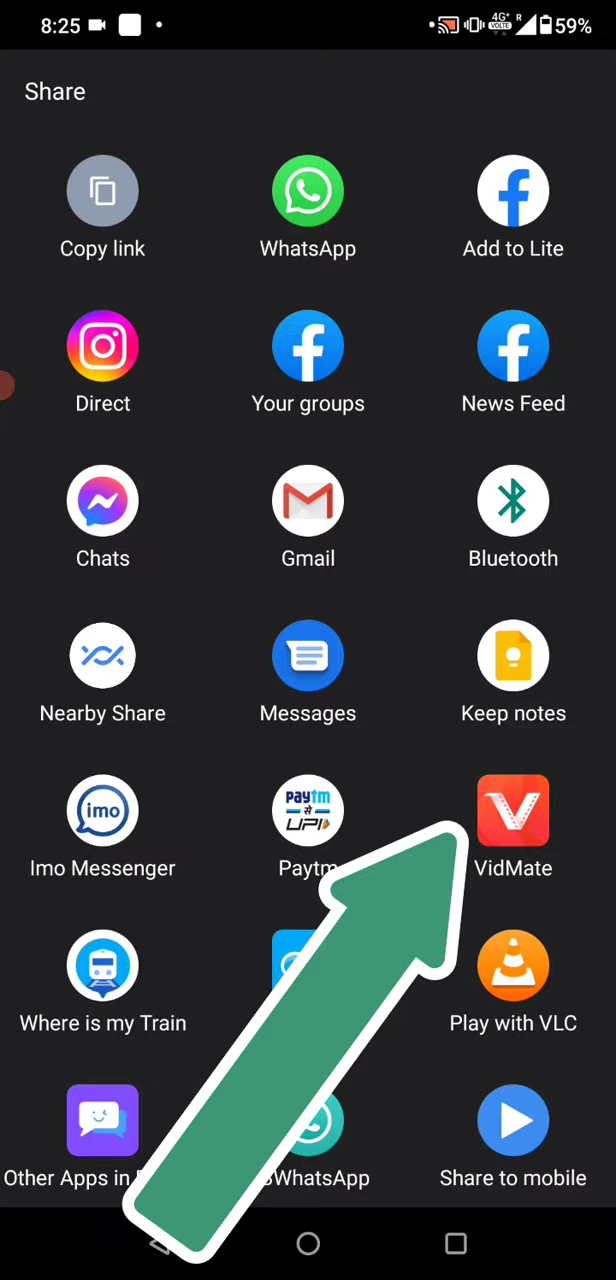 8:25
4G+
VOLTE
R
59%
Share
Copy link
WhatsApp
Add to Lite
Direct
Your groups
News Feed
Chats
Gmail
Bluetooth
Nearby Share
Messages
Keep notes
imo
paytm
से
UPI
Imo Messenger
VidMate
Where is my Train
Play with VLC
Other Apps in
WhatsApp
Share to mobile